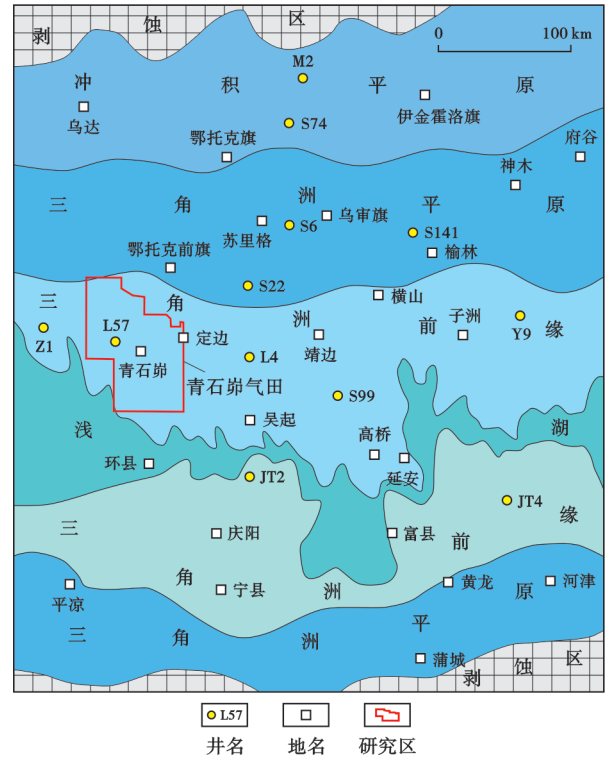 剥 蚀 区
0 100 km
M2
冲 积 平 原
乌达
伊金霍洛旗
S74
鄂托克旗
府谷
神木
三 角 洲 平 原
苏里格
S6
乌审旗
S141
榆林
鄂托克前旗
S22
横山
三 角 洲 前 缘
Z1
L57
定边
靖边
子洲
Y9
青石峁
L4
青石峁气田
S99
吴起
浅 湖
高桥
环县
延安
JT2
JT4
三 角 洲 前 缘
庆阳
富县
宁县
平凉
黄龙
河津
三 角 洲 平 原
蒲城
剥 蚀 区
L57
井名 地名 研究区